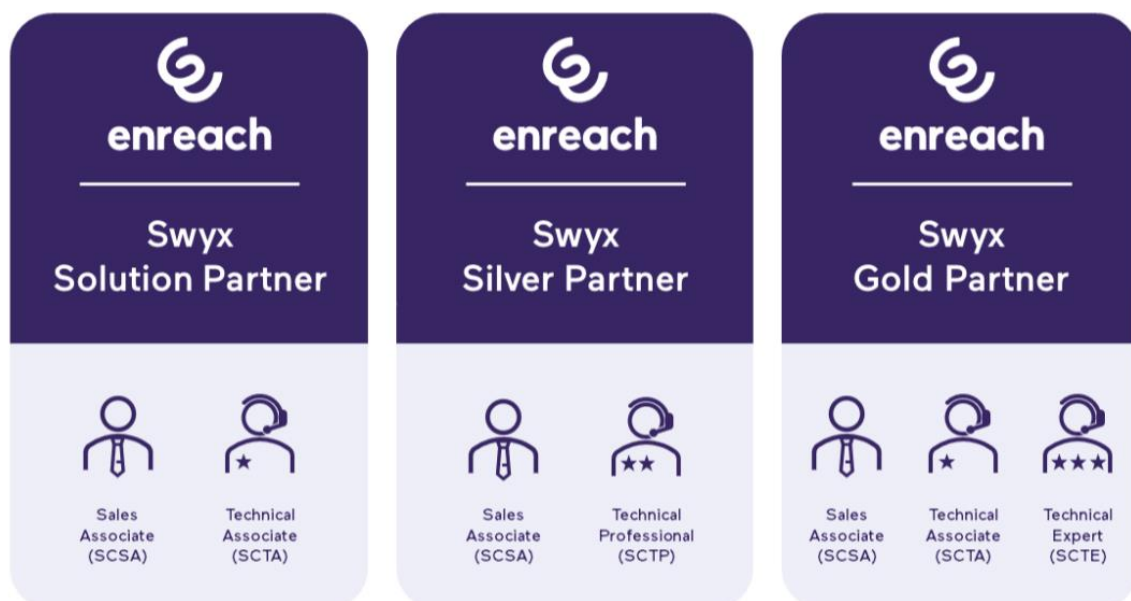 enreach
Swyx
Solution Partner
Sales
Associate
(SCSA)
Technical
Associate
(SCTA)
enreach
Swyx
Silver Partner
Sales
Associate
(SCSA)
Technical
Professional
(SCTP)
enreach
Swyx
Gold Partner
Sales
Associate
(SCSA)
Technical
Associate
(SCTA)
Technical
Expert
(SCTE)